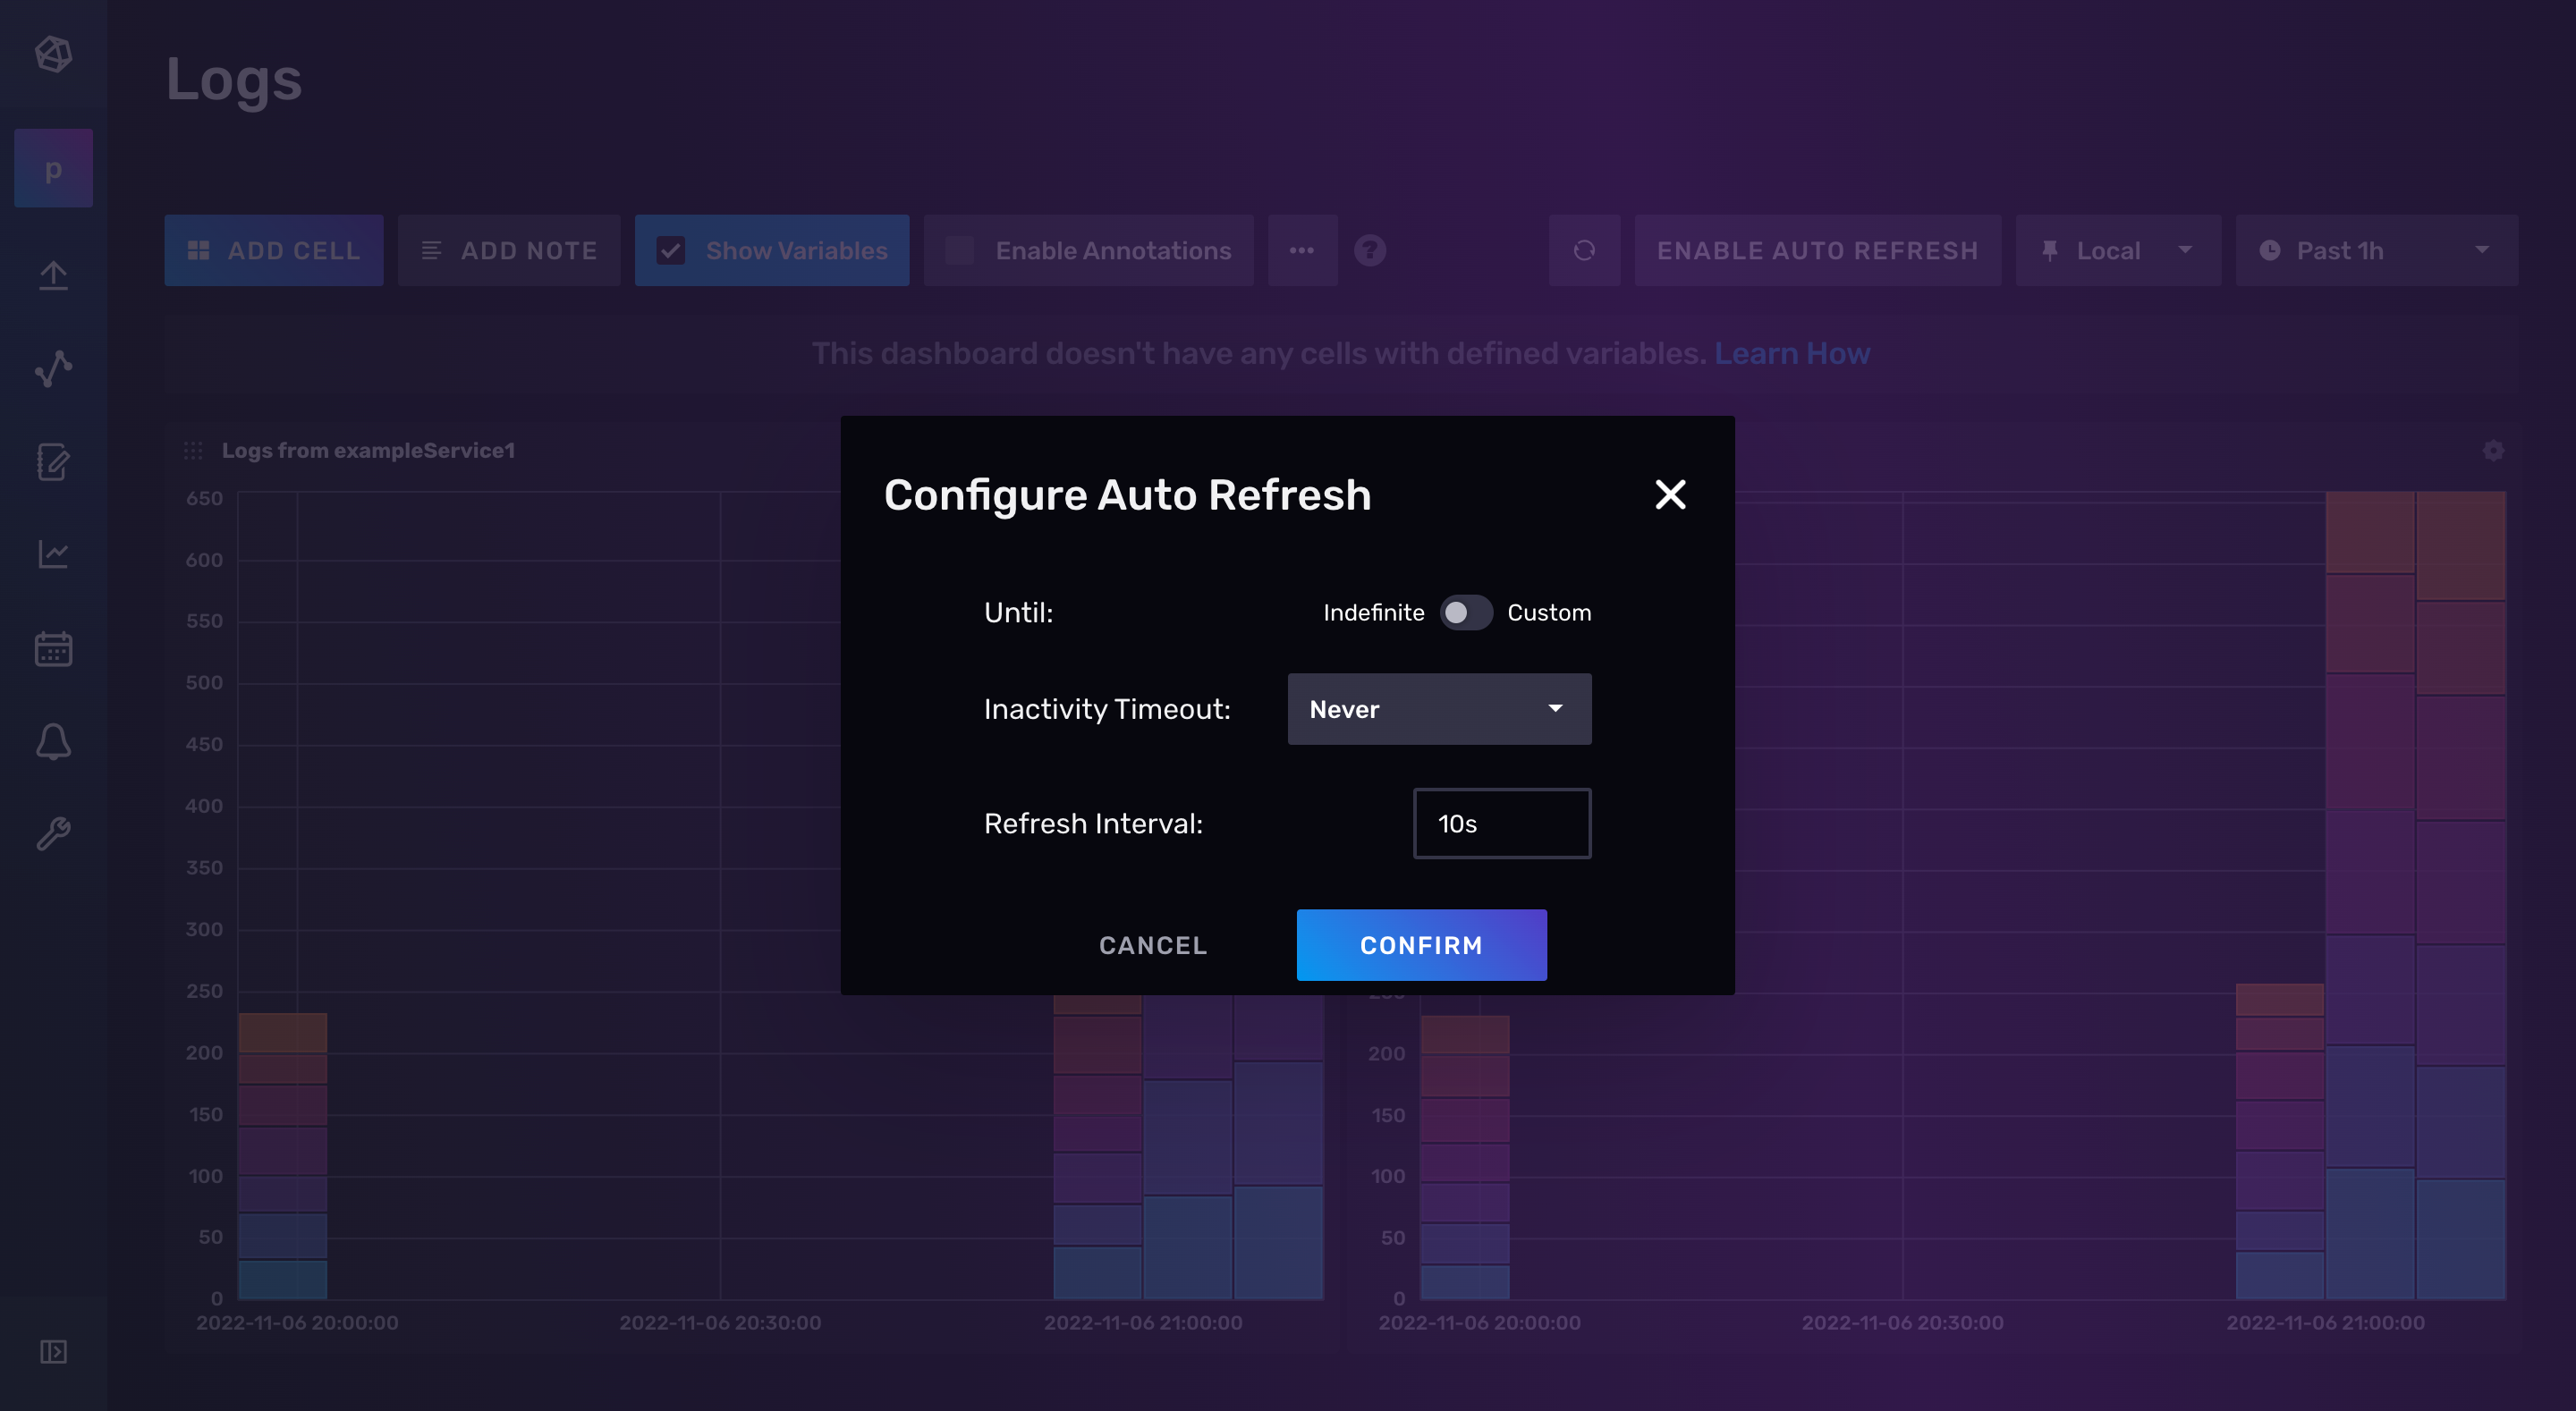 Logs
p
ADD CELL
ADD NOTE
Show Variables
Enable Annotations
?
ENABLE AUTO REFRESH
Local
Past 1h
This dashboard doesn't have any cells with defined variables. Learn How
Logs from exampleService1
Configure Auto Refresh
Until:
Indefinite
Custom
Inactivity Timeout:
Never
Refresh Interval:
10s
CANCEL
CONFIRM
650
600
550
500
450
400
350
300
250
200
150
100
50
0
2022-11-06 20:00:00
2022-11-06 20:30:00
2022-11-06 21:00:00
200
150
100
50
0
2022-11-06 20:00:00
2022-11-06 20:30:00
2022-11-06 21:00:00